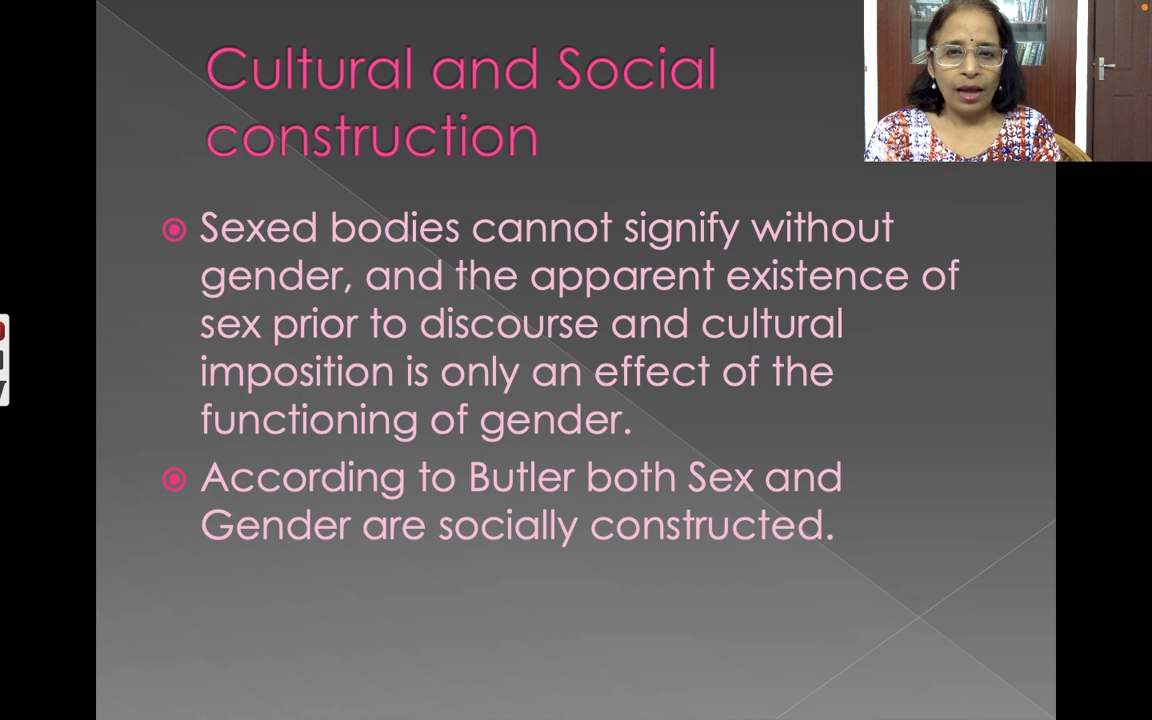 Cultural and Social
construction
Sexed bodies cannot signify without
gender, and the apparent existence of
sex prior to discourse and cultural
imposition is only an effect of the
functioning of gender.
According to Butler both Sex and
Gender are socially constructed.